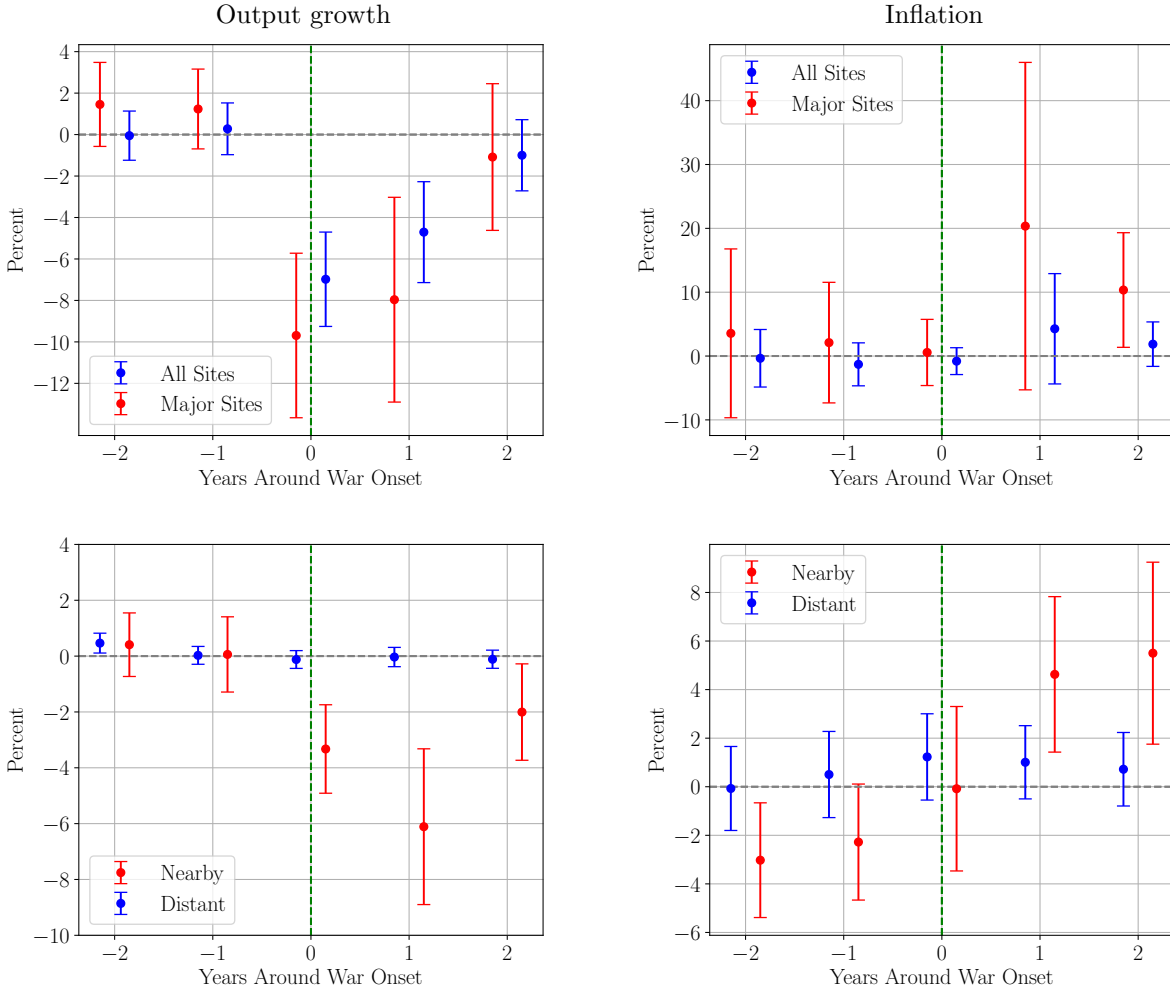 Output growth
4
2
0
−2
−4
−6
−8
−10
−12
Percent
All Sites
Major Sites
−2 −1 0 1 2
Years Around War Onset
Inflation
40
30
20
10
0
−10
Percent
All Sites
Major Sites
−2 −1 0 1 2
Years Around War Onset
4
2
0
−2
−4
−6
−8
−10
Percent
Nearby
Distant
−2 −1 0 1 2
Years Around War Onset
8
6
4
2
0
−2
−4
−6
Percent
Nearby
Distant
−2 −1 0 1 2
Years Around War Onset